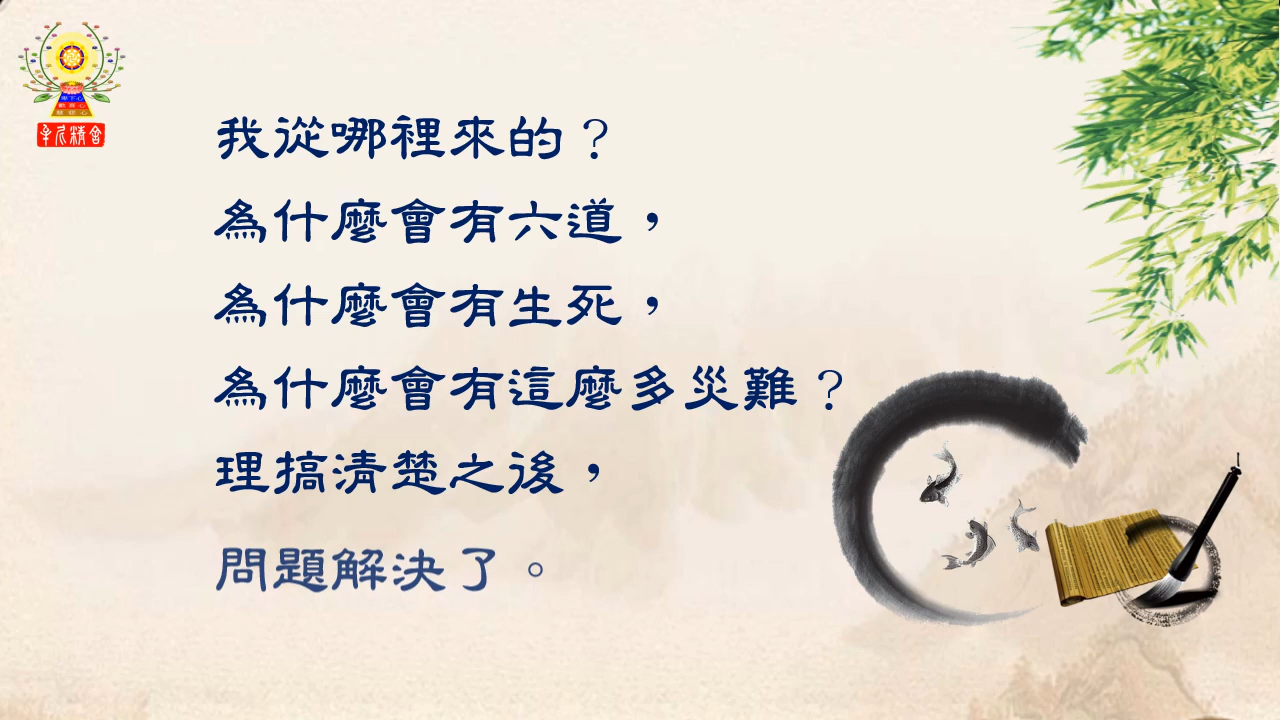 我從哪裡來的？
為什麼會有六道，
為什麼會有生死，
為什麼會有這麼多災難？
理搞清楚之後，
問題解決了。